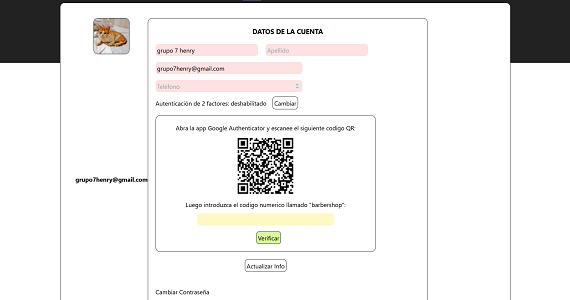 DATOS DE LA CUENTA
grupo 7 henry
Apellido
grupo7henry@gmail.com
Teléfono
Autenticación de 2 factores: deshabilitado
Cambiar
Abra la app Google Authenticator y escanee el siguiente codigo QR:
grupo7henry@gmail.com
Luego introduzca el codigo numerico llamado "barbershop":
Verificar
Actualizar Info
Cambiar Contraseña